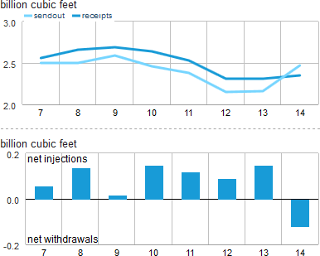 billion cubic feet
sendout receipts
3.0
2.5
2.0
7 8 9 10 11 12 13 14
billion cubic feet
0.2
net injections
0.0
net withdrawals
-0.2
7 8 9 10 11 12 13 14